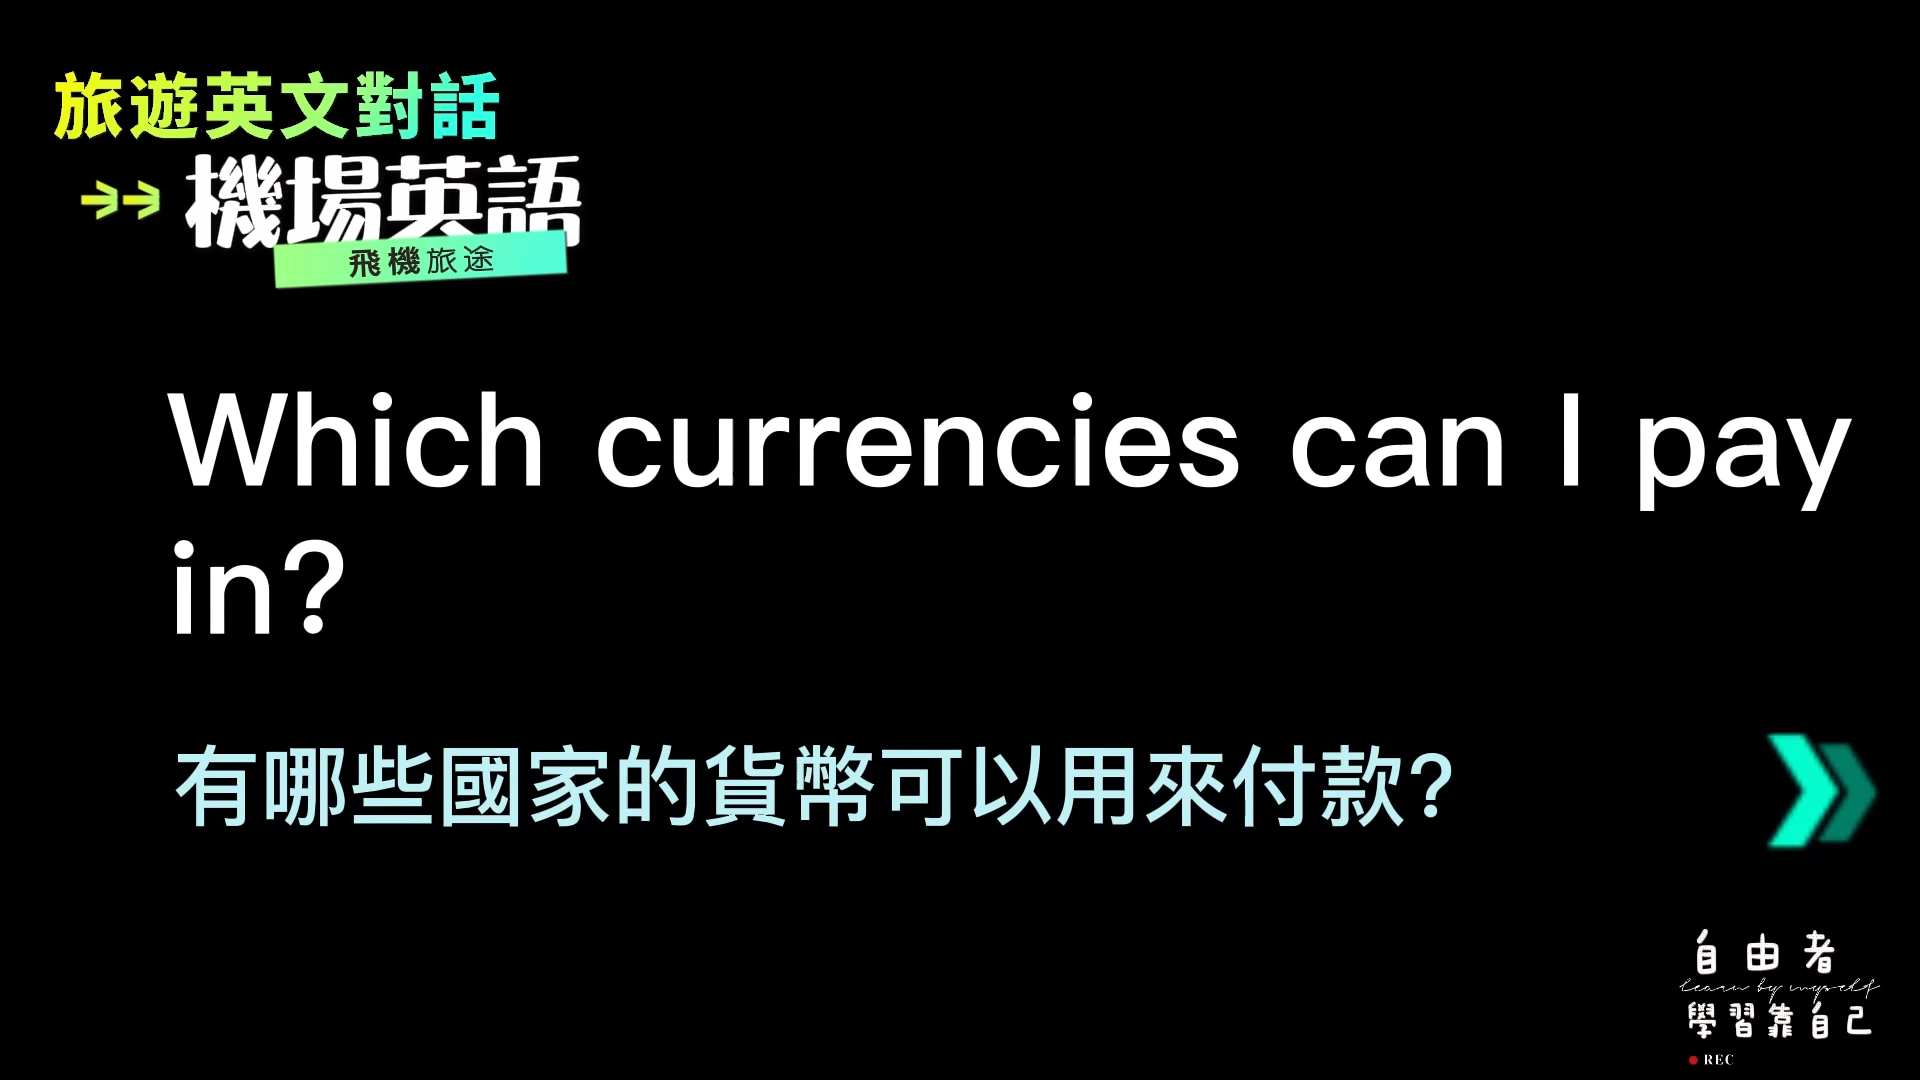 旅遊英文對話
機場英語
飛機旅途
Which currencies can I pay
in?
有哪些國家的貨幣可以用來付款?
自由者
learn by myself
學習靠自己
REC